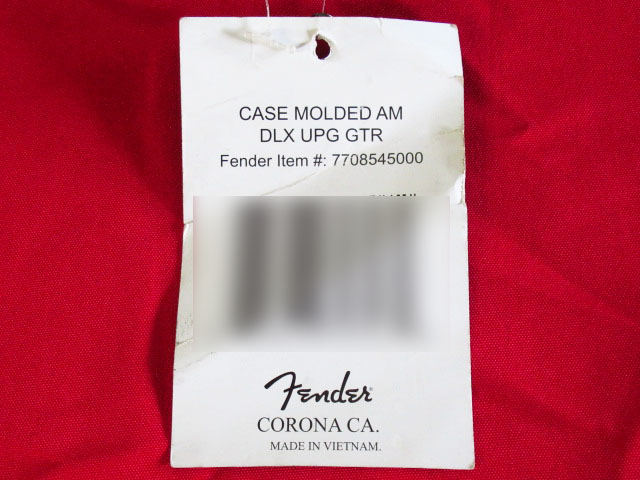 CASE MOLDED AM
DLX UPG GTR
Fender Item #: 7708545000
Fender
CORONA CA.
MADE IN VIETNAM.